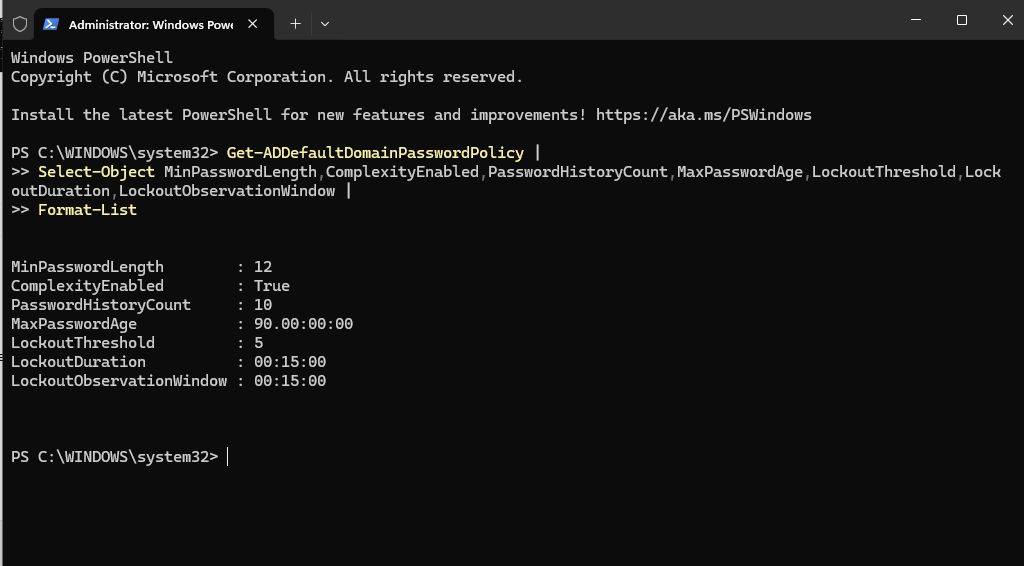 Administrator: Windows Powe
Windows PowerShell
Copyright (C) Microsoft Corporation. All rights reserved.
Install the latest PowerShell for new features and improvements! https://aka.ms/PSWindows
PS C:\WINDOWS\system32> Get-ADDefaultDomainPasswordPolicy |
>> Select-Object MinPasswordLength,ComplexityEnabled,PasswordHistoryCount,MaxPasswordAge,LockoutThreshold,Lock
outDuration,LockoutObservationWindow |
>> Format-List
MinPasswordLength        : 12
ComplexityEnabled        : True
PasswordHistoryCount     : 10
MaxPasswordAge           : 90.00:00:00
LockoutThreshold         : 5
LockoutDuration          : 00:15:00
LockoutObservationWindow : 00:15:00
PS C:\WINDOWS\system32>